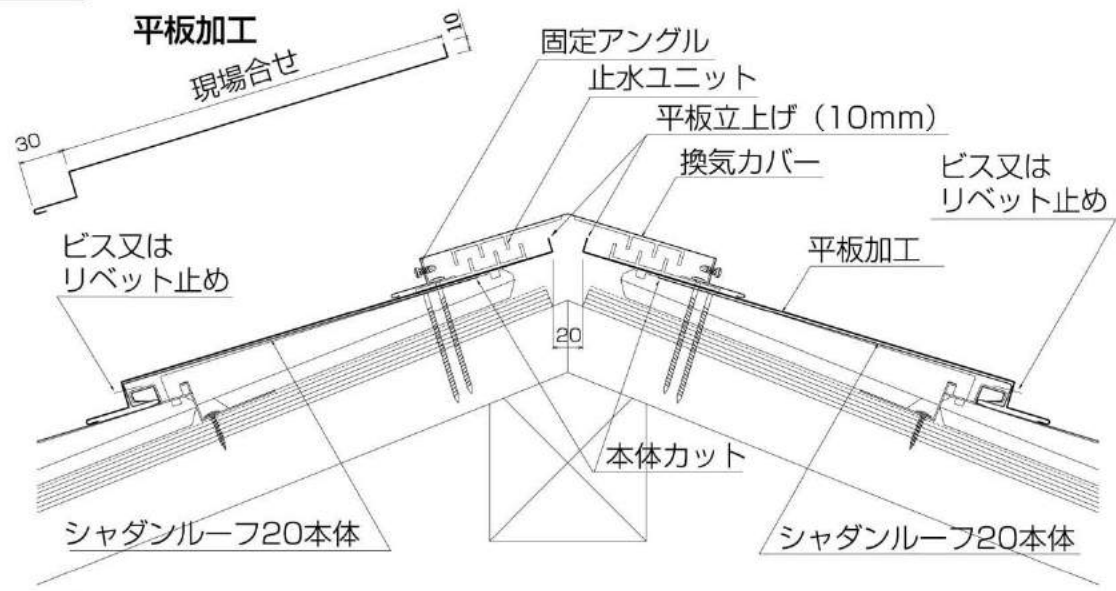 平板加工
現場合せ
10
30
固定アングル
止水ユニット
平板立上げ（10mm）
換気カバー
ビス又は
リベット止め
平板加工
ビス又は
リベット止め
20
本体カット
シャダンルーフ20本体
シャダンルーフ20本体